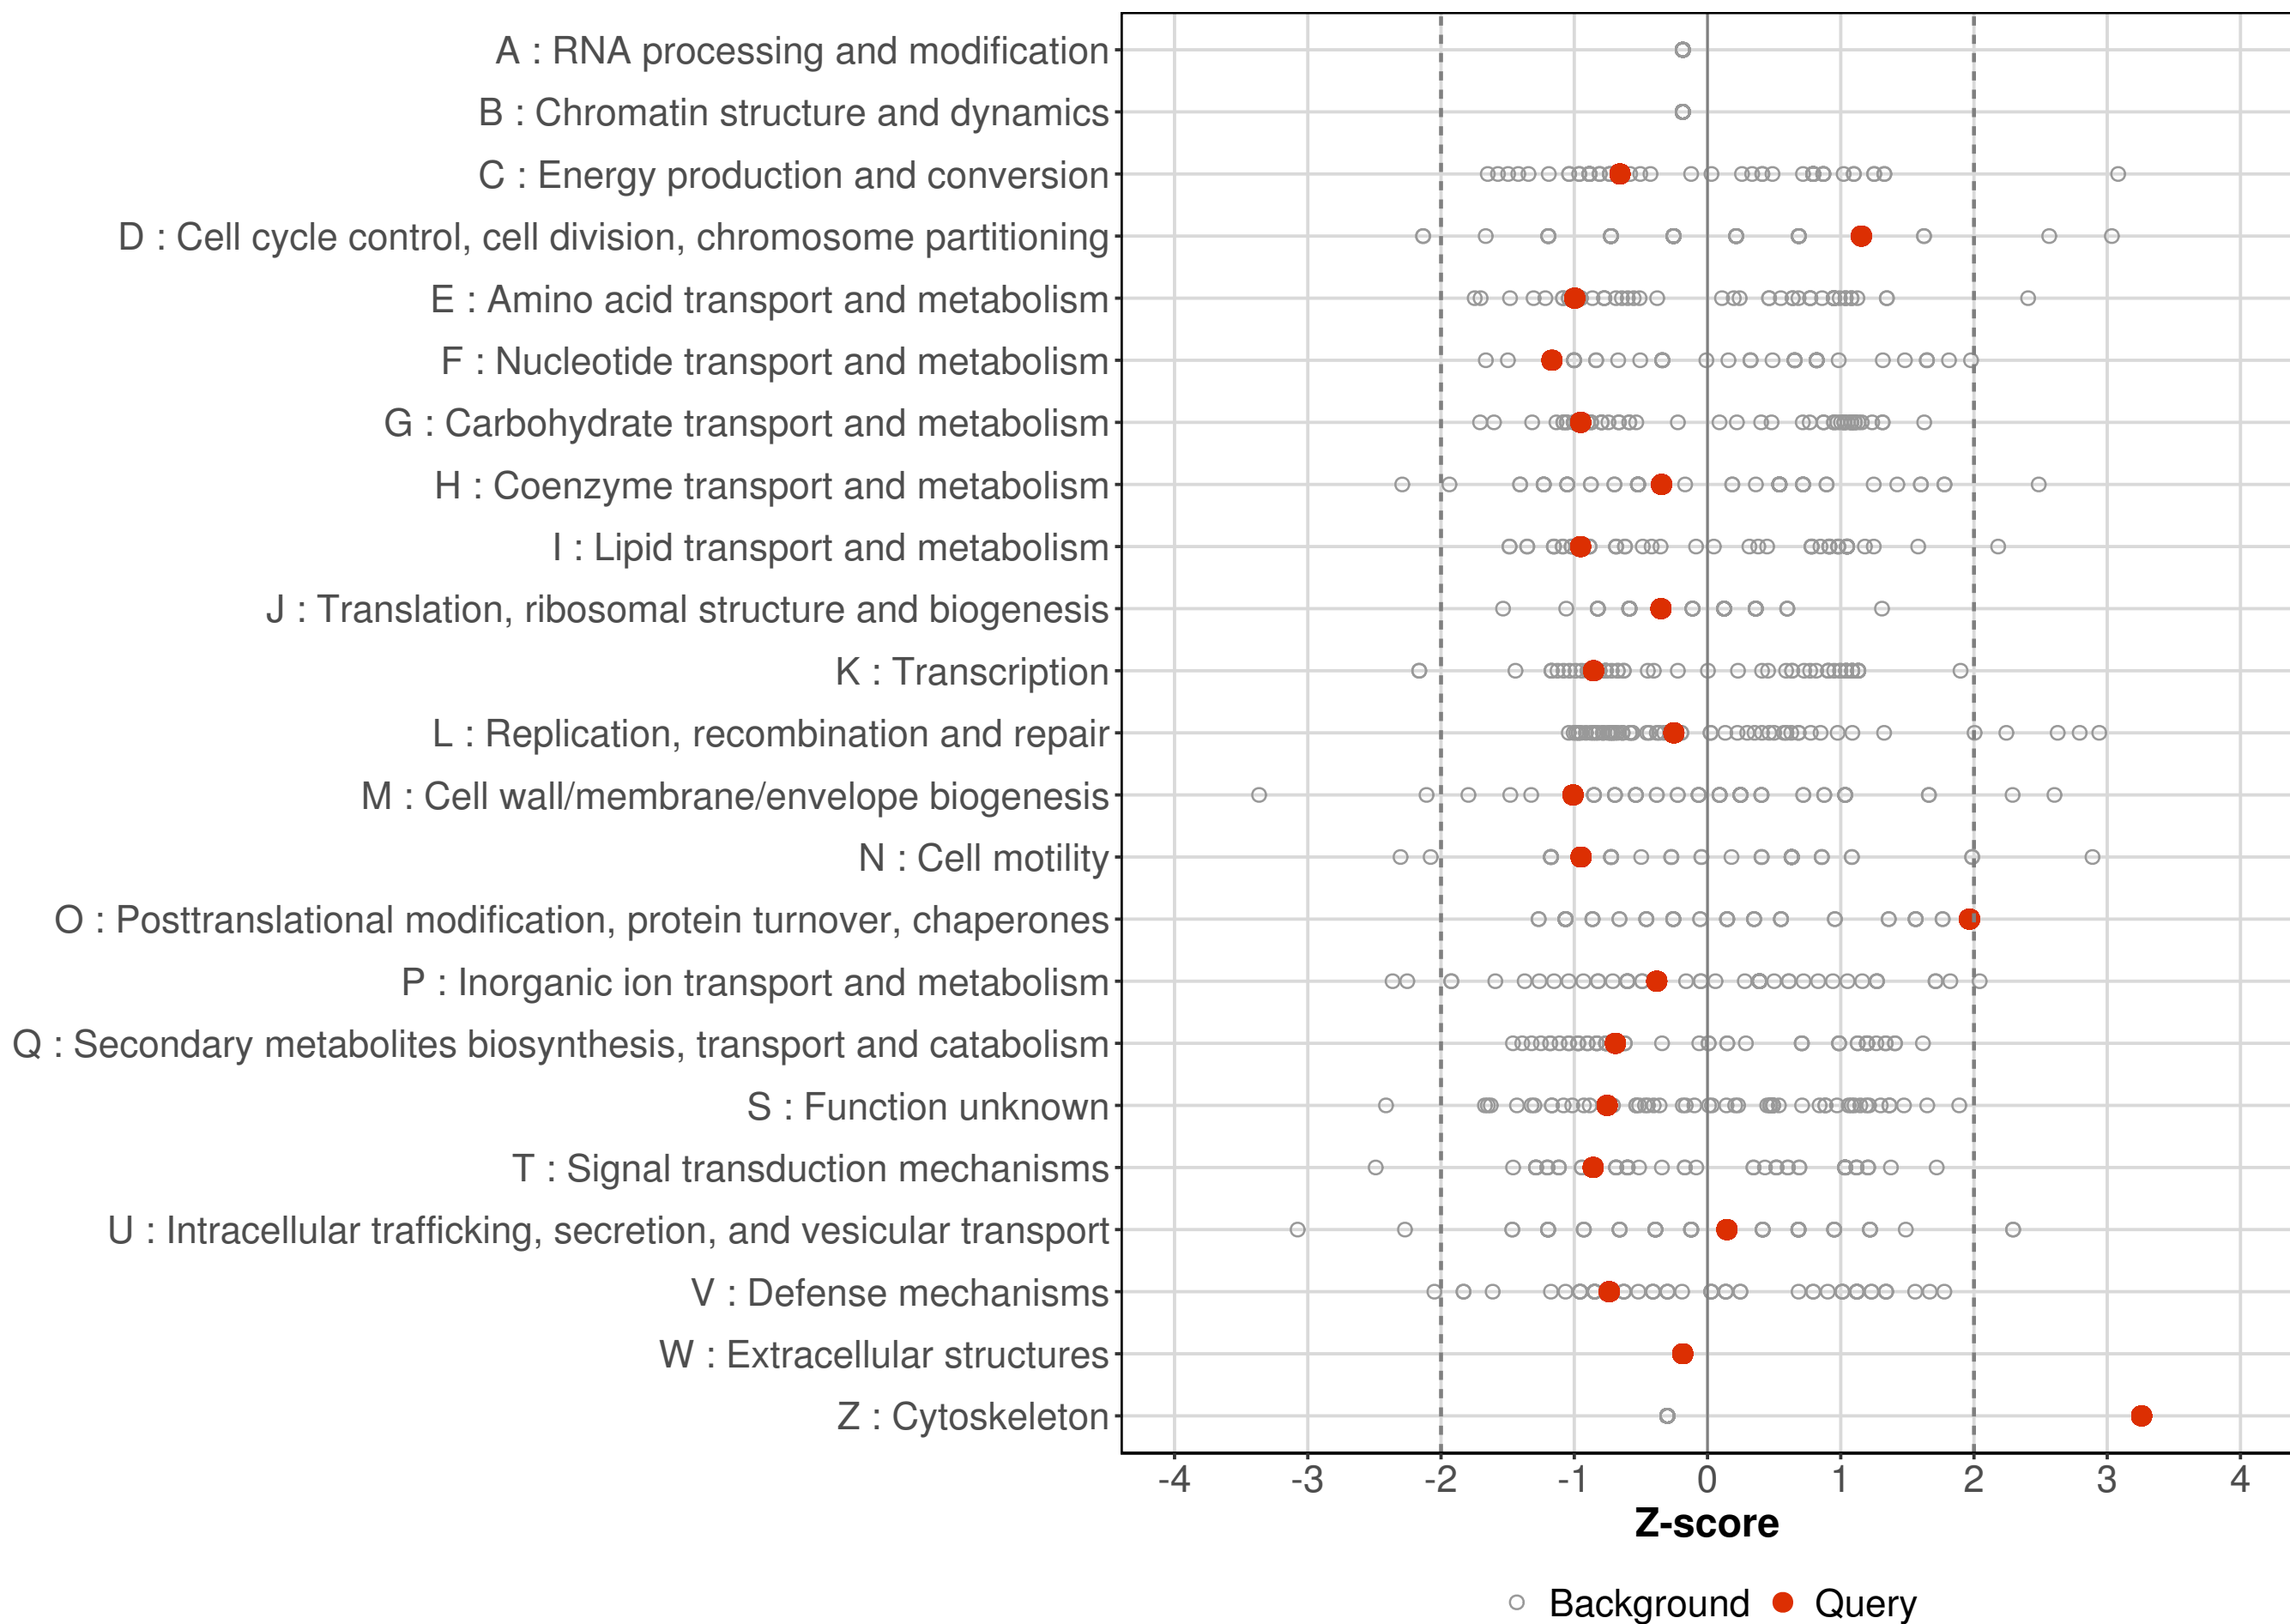 A : RNA processing and modification
B : Chromatin structure and dynamics
C : Energy production and conversion
D : Cell cycle control, cell division, chromosome partitioning
E : Amino acid transport and metabolism
F : Nucleotide transport and metabolism
G : Carbohydrate transport and metabolism
H : Coenzyme transport and metabolism
I : Lipid transport and metabolism
J : Translation, ribosomal structure and biogenesis
K : Transcription
L : Replication, recombination and repair
M : Cell wall/membrane/envelope biogenesis
N : Cell motility
O : Posttranslational modification, protein turnover, chaperones
P : Inorganic ion transport and metabolism
Q : Secondary metabolites biosynthesis, transport and catabolism
S : Function unknown
T : Signal transduction mechanisms
U : Intracellular trafficking, secretion, and vesicular transport
V : Defense mechanisms
W : Extracellular structures
Z : Cytoskeleton
-4 -3 -2 -1 0 1 2 3 4
Z-score
Background Query